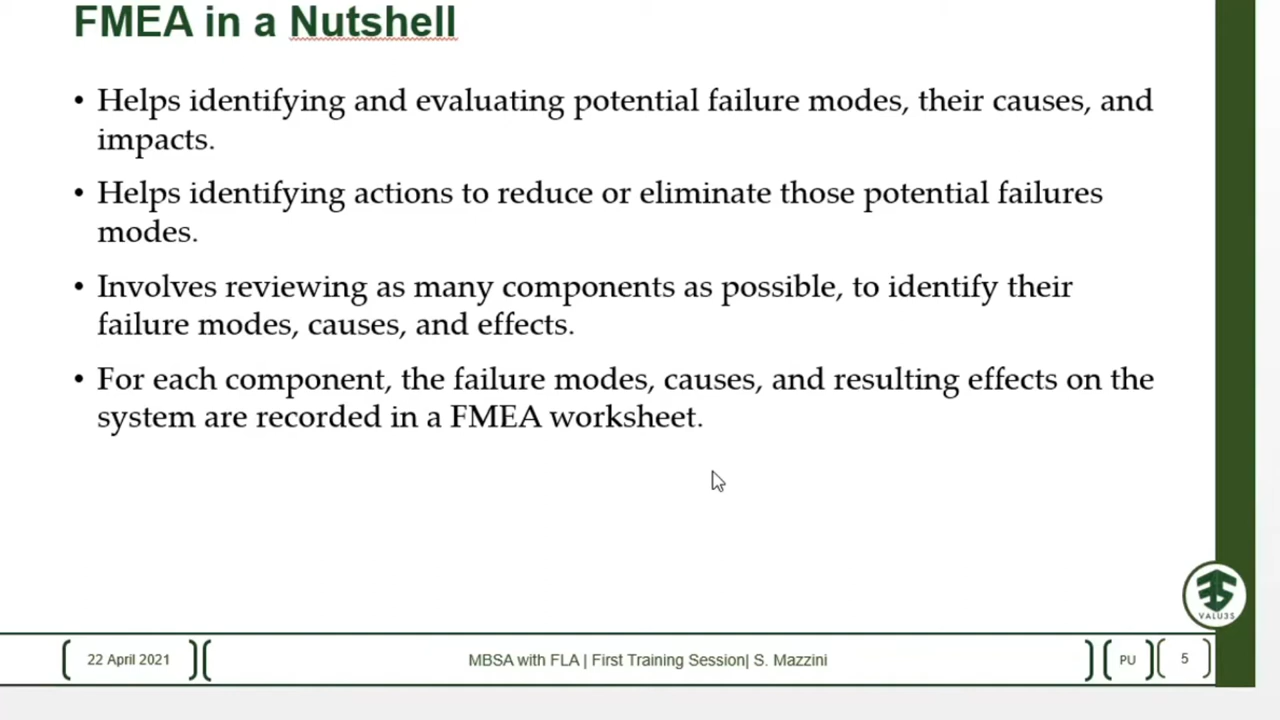 FMEA in a Nutshell
• Helps identifying and evaluating potential failure modes, their causes, and
impacts.
• Helps identifying actions to reduce or eliminate those potential failures
modes.
• Involves reviewing as many components as possible, to identify their
failure modes, causes, and effects.
• For each component, the failure modes, causes, and resulting effects on the
system are recorded in a FMEA worksheet.
VALU3S
22 April 2021
MBSA with FLA | First Training Session| S. Mazzini
PU
5